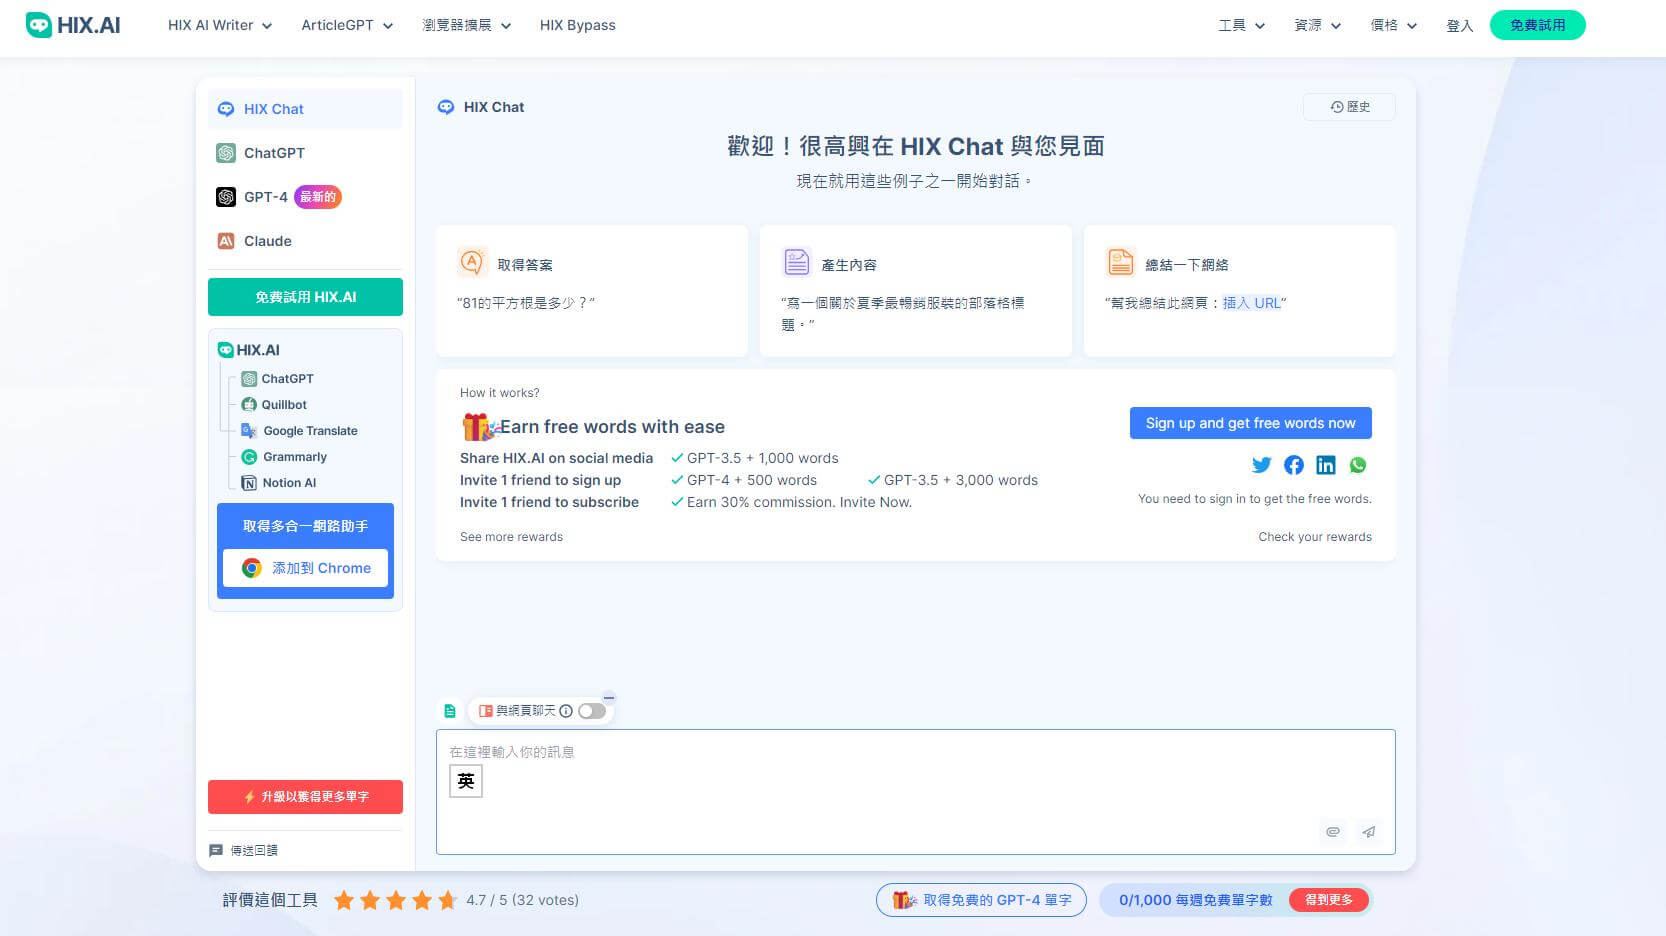 HIX.AI
HIX AI Writer
ArticleGPT
瀏覽器擴展
HIX Bypass
工具
資源
價格
登入
免費試用
HIX Chat
ChatGPT
GPT-4 最新的
Claude
免費試用 HIX.AI
HIX.AI
ChatGPT
Quillbot
Google Translate
Grammarly
Notion AI
取得多合一網路助手
添加到 Chrome
⚡ 升級以獲得更多單字
傳送回饋
HIX Chat
歷史
歡迎！很高興在 HIX Chat 與您見面
現在就用這些例子之一開始對話。
取得答案
“81的平方根是多少？”
產生內容
“寫一個關於夏季最暢銷服裝的部落格標
題。”
總結一下網絡
“幫我總結此網頁：插入 URL”
How it works?
Earn free words with ease
Share HIX.AI on social media ✓ GPT-3.5 + 1,000 words
Invite 1 friend to sign up ✓ GPT-4 + 500 words ✓ GPT-3.5 + 3,000 words
Invite 1 friend to subscribe ✓ Earn 30% commission. Invite Now.
See more rewards
Sign up and get free words now
You need to sign in to get the free words.
Check your rewards
與網頁聊天
在這裡輸入你的訊息
英
評價這個工具
4.7 / 5 (32 votes)
取得免費的 GPT-4 單字
0/1,000 每週免費單字數
得到更多